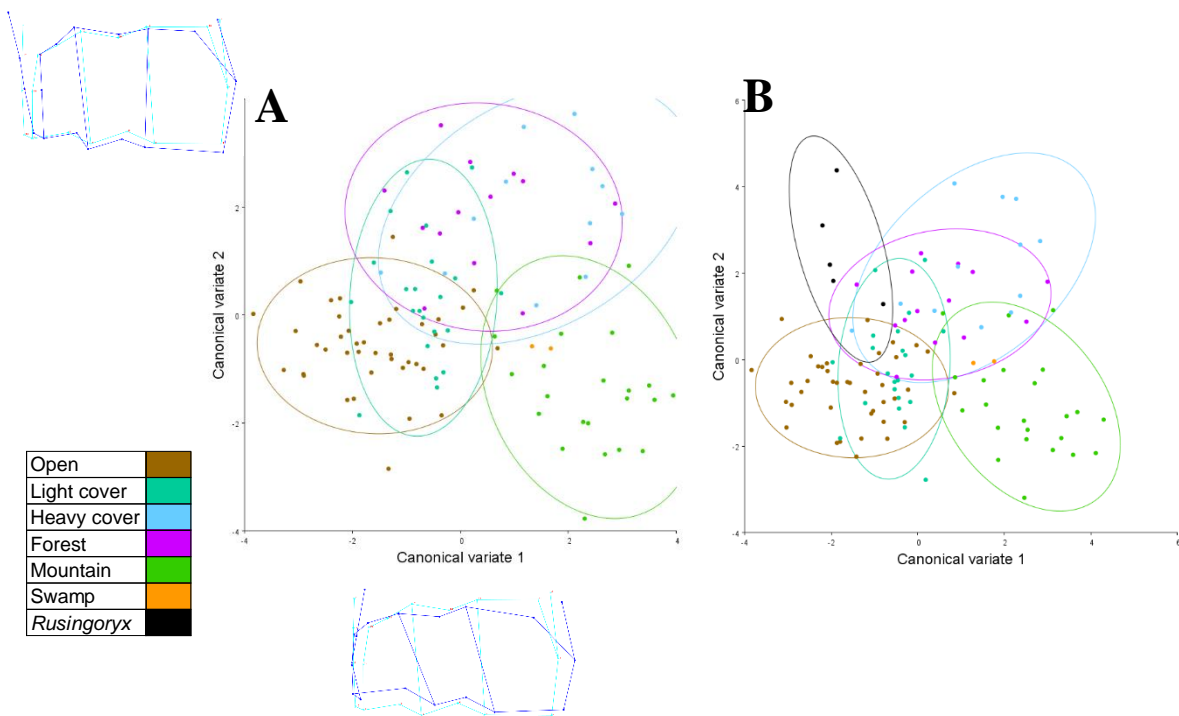 A
B
2
0
-2
-4
Canonical variate 2
-4
-2
0
2
4
Canonical variate 1
6
4
2
0
-2
-4
Canonical variate 2
-4
-2
0
2
4
6
Canonical variate 1
Open
Light cover
Heavy cover
Forest
Mountain
Swamp
Rusingoryx